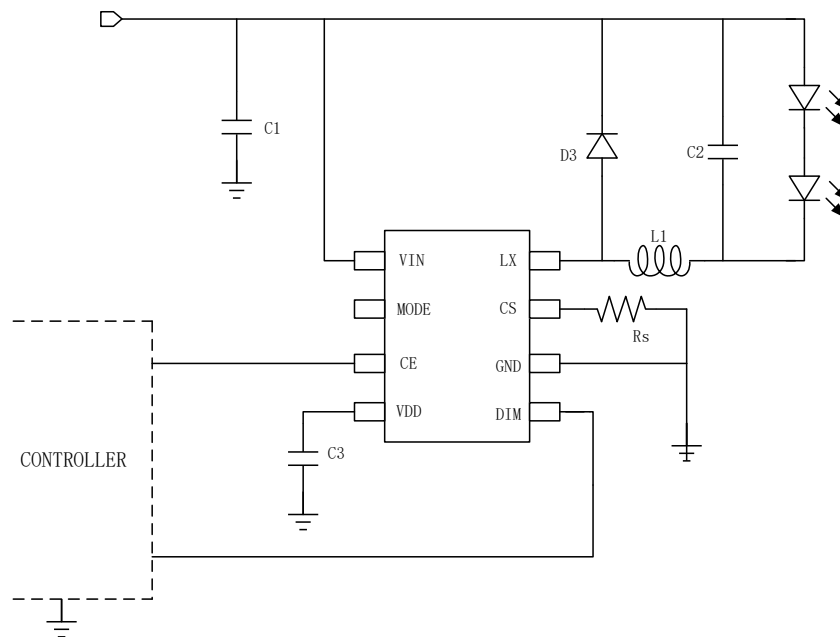 C1
D3
C2
L1
VIN
LX
MODE
CS
Rs
CE
GND
VDD
DIM
C3
CONTROLLER